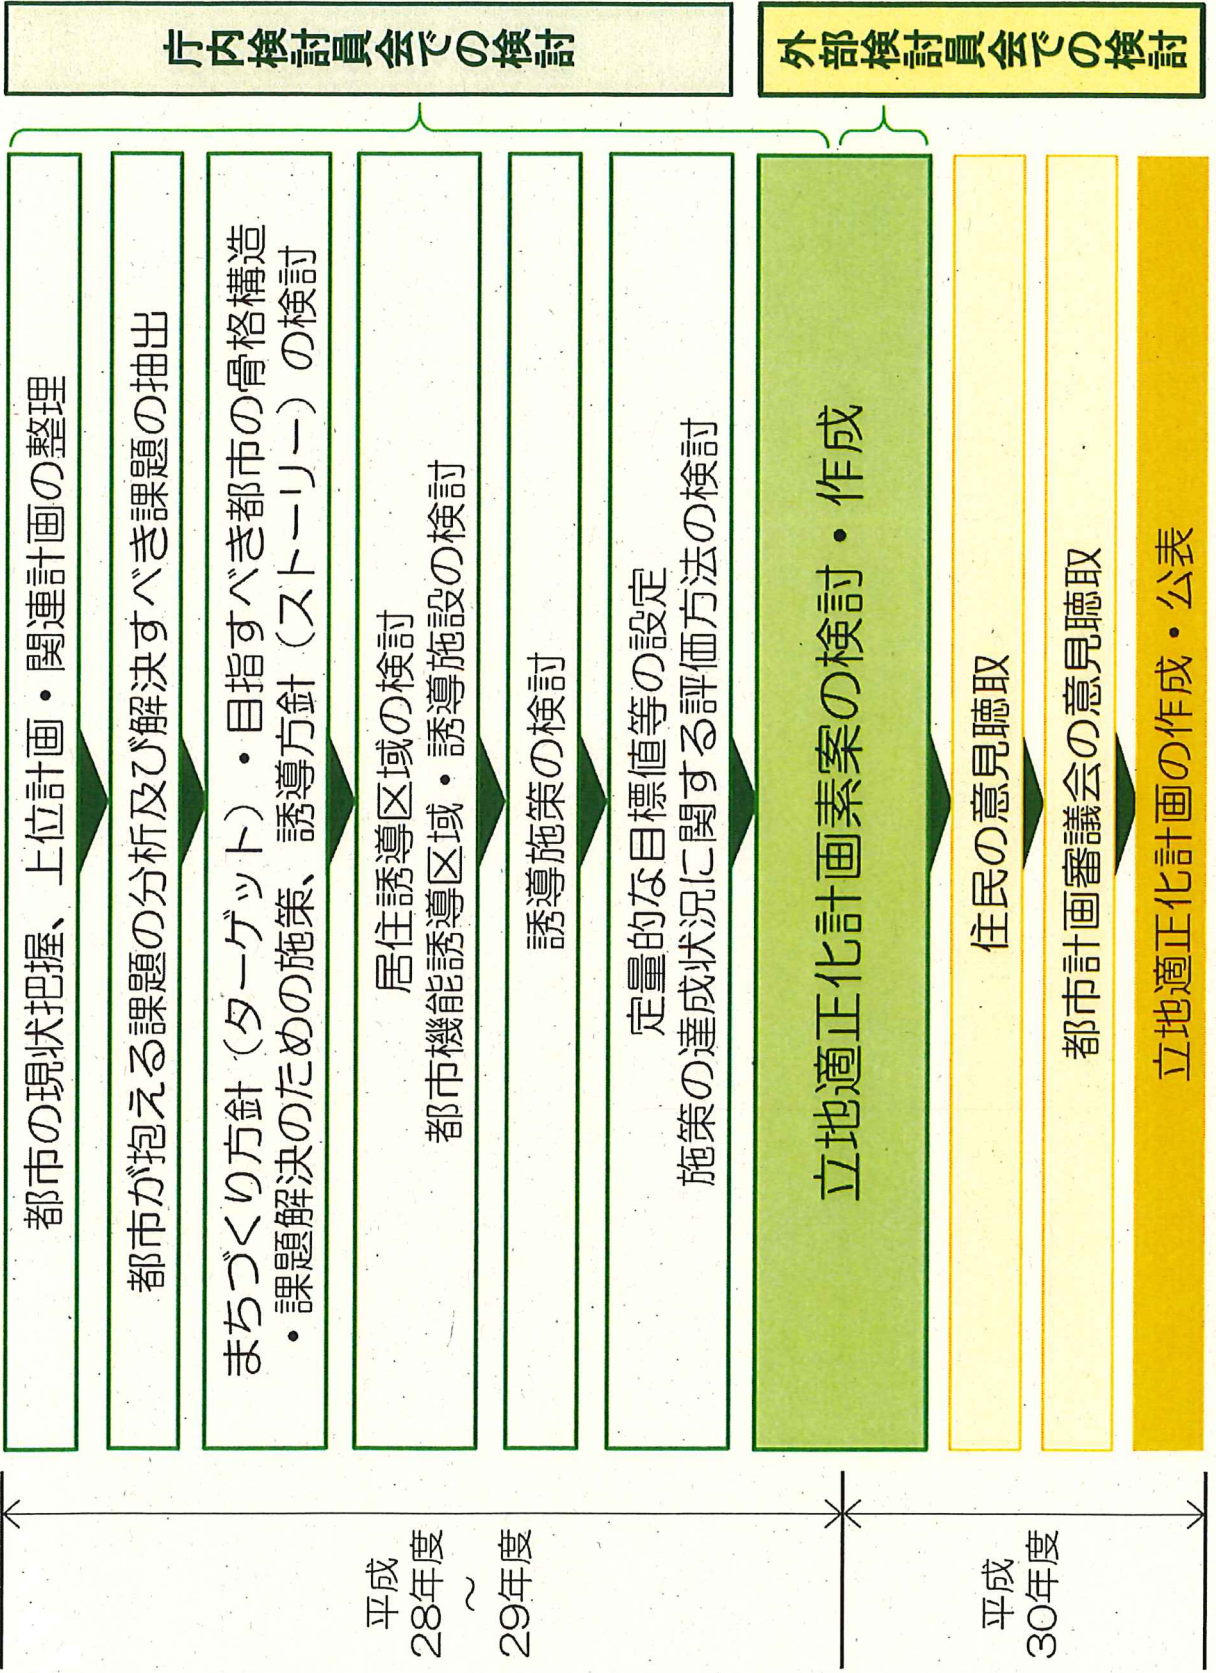 平成
28年度
～
29年度
平成
30年度
都市の現状把握、上位計画・関連計画の整理
都市が抱える課題の分析及び解決すべき課題の抽出
まちづくり方針（ターゲット）・目指すべき都市の骨格構造
・課題解決のための施策、誘導方針（ストーリー）の検討
居住誘導区域の検討
都市機能誘導区域・誘導施設の検討
誘導施策の検討
定量的な目標値等の設定
施策の達成状況に関する評価方法の検討
立地適正化計画素案の検討・作成
住民の意見聴取
都市計画審議会の意見聴取
立地適正化計画の作成・公表
庁内検討員会での検討
外部検討員会での検討